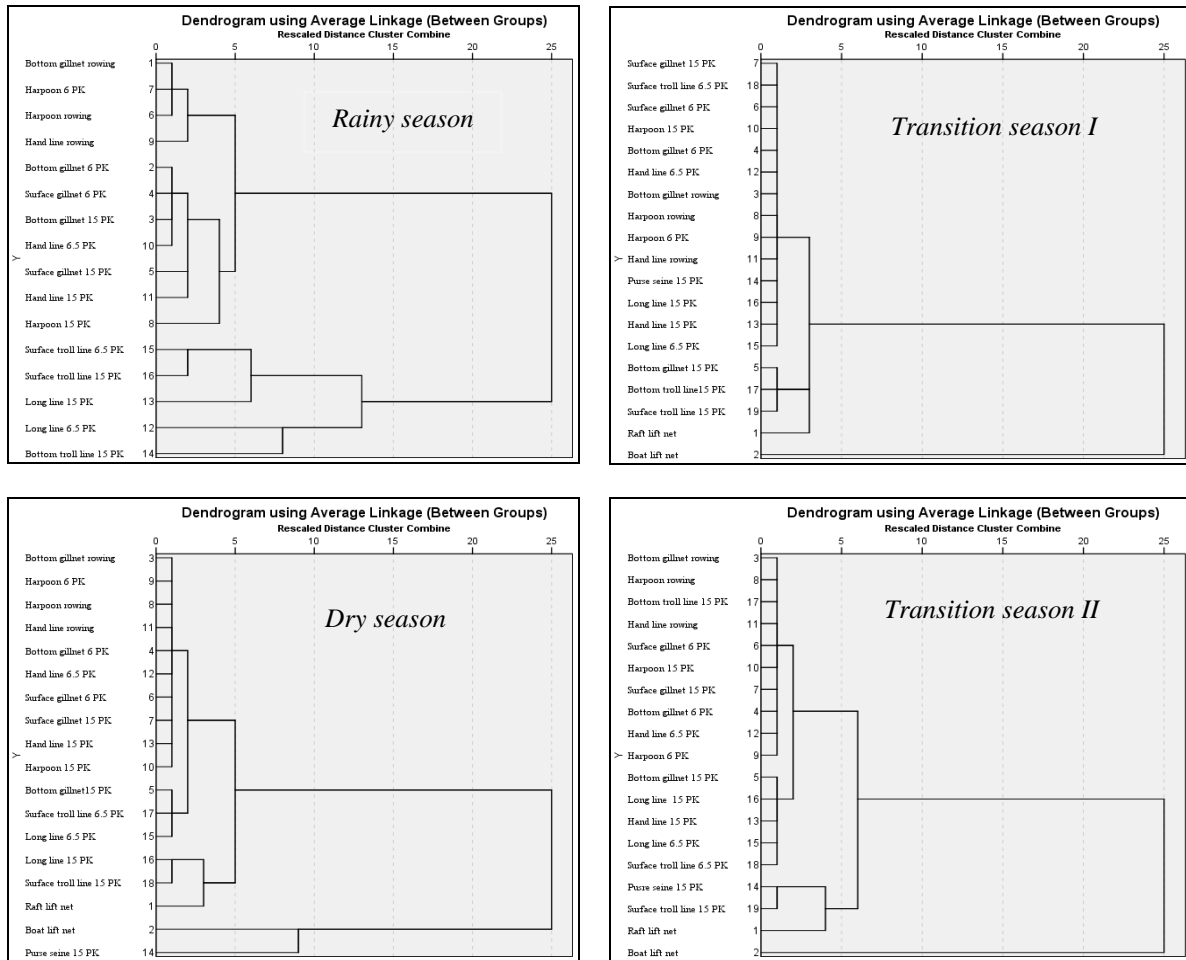 Dendrogram using Average Linkage (Between Groups)
Rescaled Distance Cluster Combine
0 5 10 15 20 25
Rainy season
Y
Bottom gillnet rowing 1
Harpoon 6 PK 7
Harpoon rowing 6
Hand line rowing 9
Bottom gillnet 6 PK 2
Surface gillnet 6 PK 4
Bottom gillnet 15 PK 3
Hand line 6.5 PK 10
Surface gillnet 15 PK 5
Hand line 15 PK 11
Harpoon 15 PK 8
Surface troll line 6.5 PK 15
Surface troll line 15 PK 16
Long line 15 PK 13
Long line 6.5 PK 12
Bottom troll line 15 PK 14
Dendrogram using Average Linkage (Between Groups)
Rescaled Distance Cluster Combine
0 5 10 15 20 25
Transition season I
Y
Surface gillnet 15 PK 7
Surface troll line 6.5 PK 18
Surface gillnet 6 PK 6
Harpoon 15 PK 10
Bottom gillnet 6 PK 4
Hand line 6.5 PK 12
Bottom gillnet rowing 3
Harpoon rowing 8
Harpoon 6 PK 9
Hand line rowing 11
Purse seine 15 PK 14
Long line 15 PK 16
Hand line 15 PK 13
Long line 6.5 PK 15
Bottom gillnet 15 PK 5
Bottom troll line15 PK 17
Surface troll line 15 PK 19
Raft lift net 1
Boat lift net 2
Dendrogram using Average Linkage (Between Groups)
Rescaled Distance Cluster Combine
0 5 10 15 20 25
Dry season
Y
Bottom gillnet rowing 3
Harpoon 6 PK 9
Harpoon rowing 8
Hand line rowing 11
Bottom gillnet 6 PK 4
Hand line 6.5 PK 12
Surface gillnet 6 PK 6
Surface gillnet 15 PK 7
Hand line 15 PK 13
Harpoon 15 PK 10
Bottom gillnet15 PK 5
Surface troll line 6.5 PK 17
Long line 6.5 PK 15
Long line 15 PK 16
Surface troll line 15 PK 18
Raft lift net 1
Boat lift net 2
Purse seine 15 PK 14
Dendrogram using Average Linkage (Between Groups)
Rescaled Distance Cluster Combine
0 5 10 15 20 25
Transition season II
Y
Bottom gillnet rowing 3
Harpoon rowing 8
Bottom troll line 15 PK 17
Hand line rowing 11
Surface gillnet 6 PK 6
Harpoon 15 PK 10
Surface gillnet 15 PK 7
Bottom gillnet 6 PK 4
Hand line 6.5 PK 12
Harpoon 6 PK 9
Bottom gillnet 15 PK 5
Long line 15 PK 16
Hand line 15 PK 13
Long line 6.5 PK 15
Surface troll line 6.5 PK 18
Pusre seine 15 PK 14
Surface troll line 15 PK 19
Raft lift net 1
Boat lift net 2